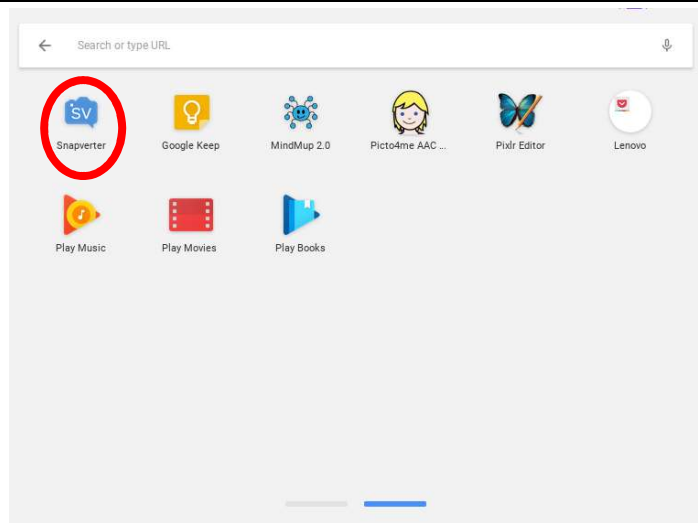 Search or type URL
SV
Snapverter
Google Keep
MindMup 2.0
Picto4me AAC ...
Pixlr Editor
Lenovo
Play Music
Play Movies
Play Books